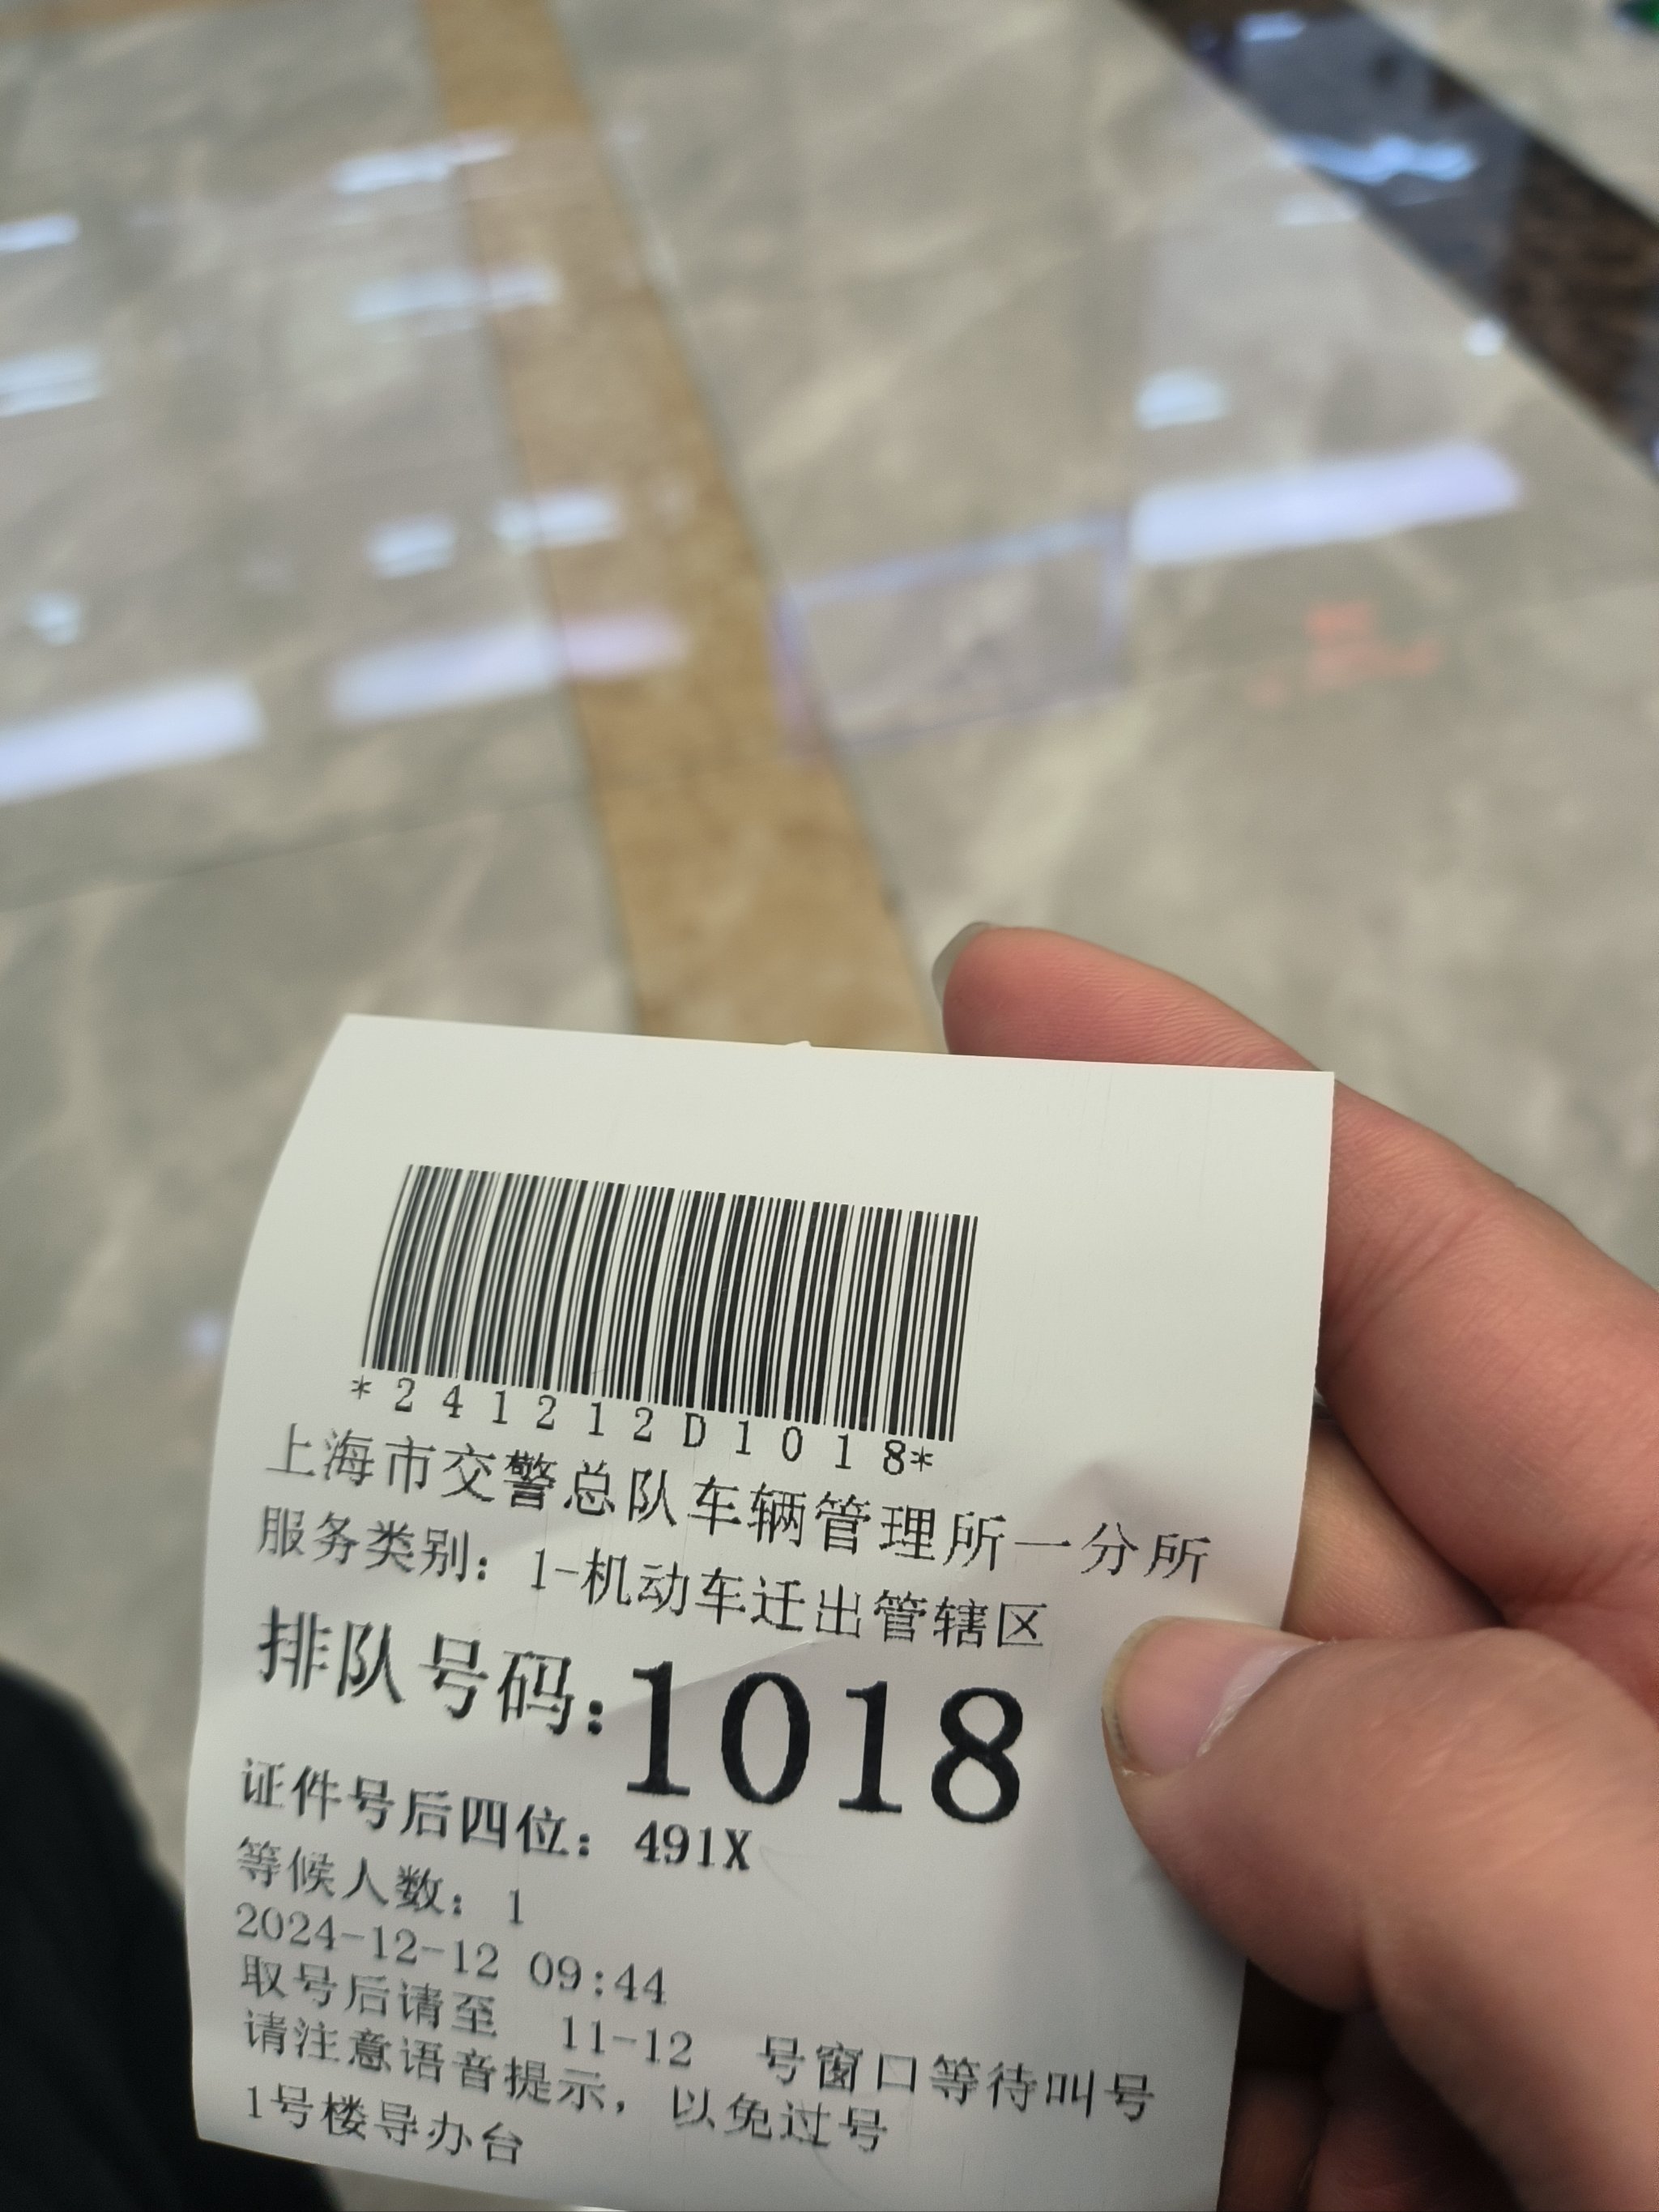 *241212D1018*
上海市交警总队车辆管理所一分所
服务类别：1-机动车迁出管辖区
排队号码：1018
证件号后四位：491X
等候人数：1
2024-12-12 09:44
取号后请至 11-12 号窗口等待叫号
请注意语音提示，以免过号
1号楼导办台